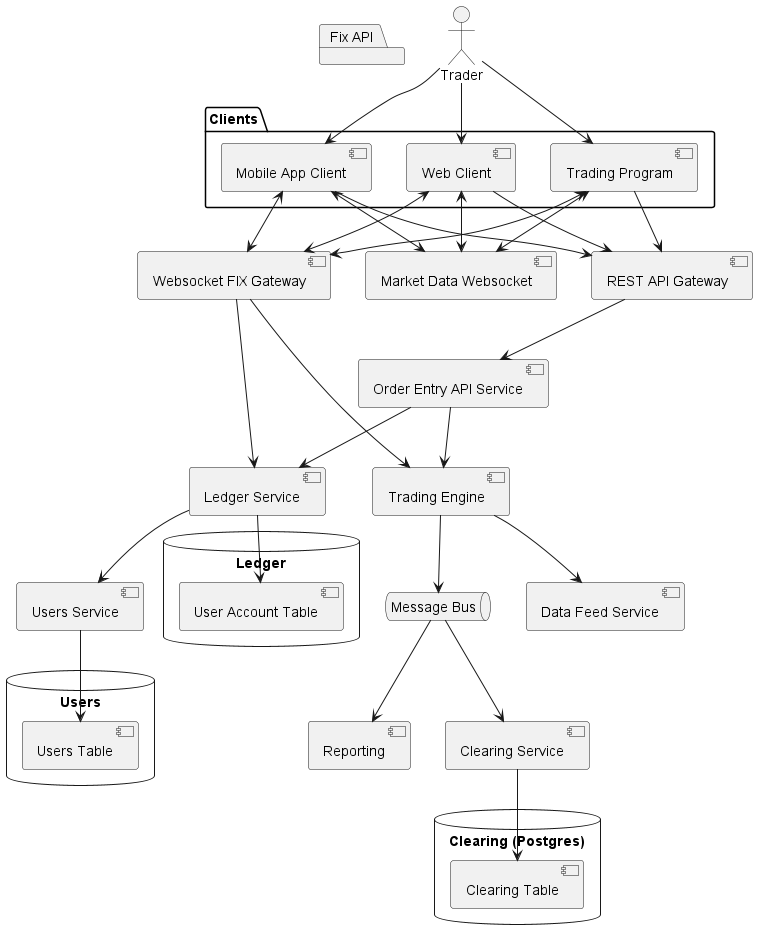 Fix API
Trader
Clients
Mobile App Client
Web Client
Trading Program
Websocket FIX Gateway
Market Data Websocket
REST API Gateway
Order Entry API Service
Ledger Service
Trading Engine
Ledger
Users Service
User Account Table
Message Bus
Data Feed Service
Users
Users Table
Reporting
Clearing Service
Clearing (Postgres)
Clearing Table